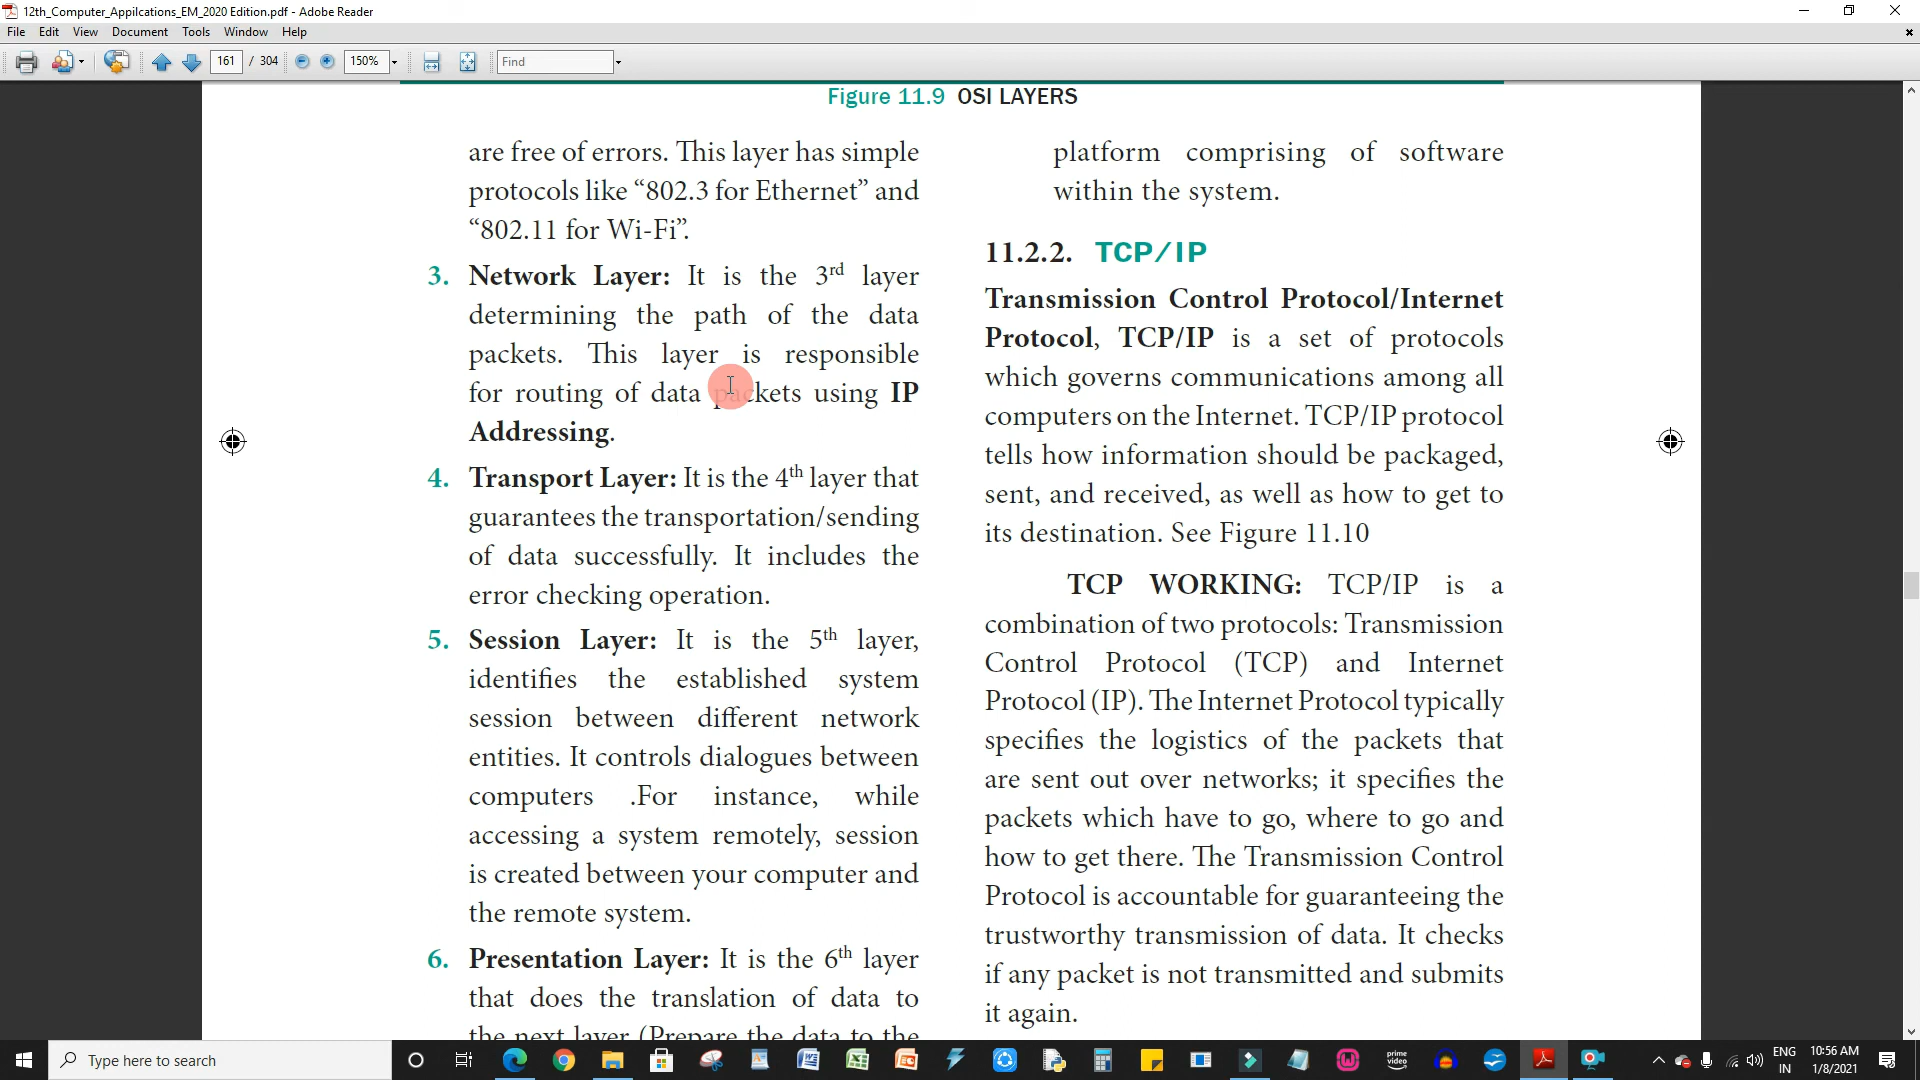 12th_Computer_Appilcations_EM_2020 Edition.pdf - Adobe Reader
File Edit View Document Tools Window Help
161 / 304 150% Find
Figure 11.9 OSI LAYERS
are free of errors. This layer has simple
protocols like “802.3 for Ethernet” and
“802.11 for Wi-Fi”.
3. Network Layer: It is the 3rd layer
determining the path of the data
packets. This layer is responsible
for routing of data packets using IP
Addressing.
4. Transport Layer: It is the 4th layer that
guarantees the transportation/sending
of data successfully. It includes the
error checking operation.
5. Session Layer: It is the 5th layer,
identifies the established system
session between different network
entities. It controls dialogues between
computers .For instance, while
accessing a system remotely, session
is created between your computer and
the remote system.
6. Presentation Layer: It is the 6th layer
that does the translation of data to
the next layer (Prepare the data to the
platform comprising of software
within the system.
11.2.2. TCP/IP
Transmission Control Protocol/Internet
Protocol, TCP/IP is a set of protocols
which governs communications among all
computers on the Internet. TCP/IP protocol
tells how information should be packaged,
sent, and received, as well as how to get to
its destination. See Figure 11.10
TCP WORKING: TCP/IP is a
combination of two protocols: Transmission
Control Protocol (TCP) and Internet
Protocol (IP). The Internet Protocol typically
specifies the logistics of the packets that
are sent out over networks; it specifies the
packets which have to go, where to go and
how to get there. The Transmission Control
Protocol is accountable for guaranteeing the
trustworthy transmission of data. It checks
if any packet is not transmitted and submits
it again.
Type here to search
prime video
ENG
IN
10:56 AM
1/8/2021